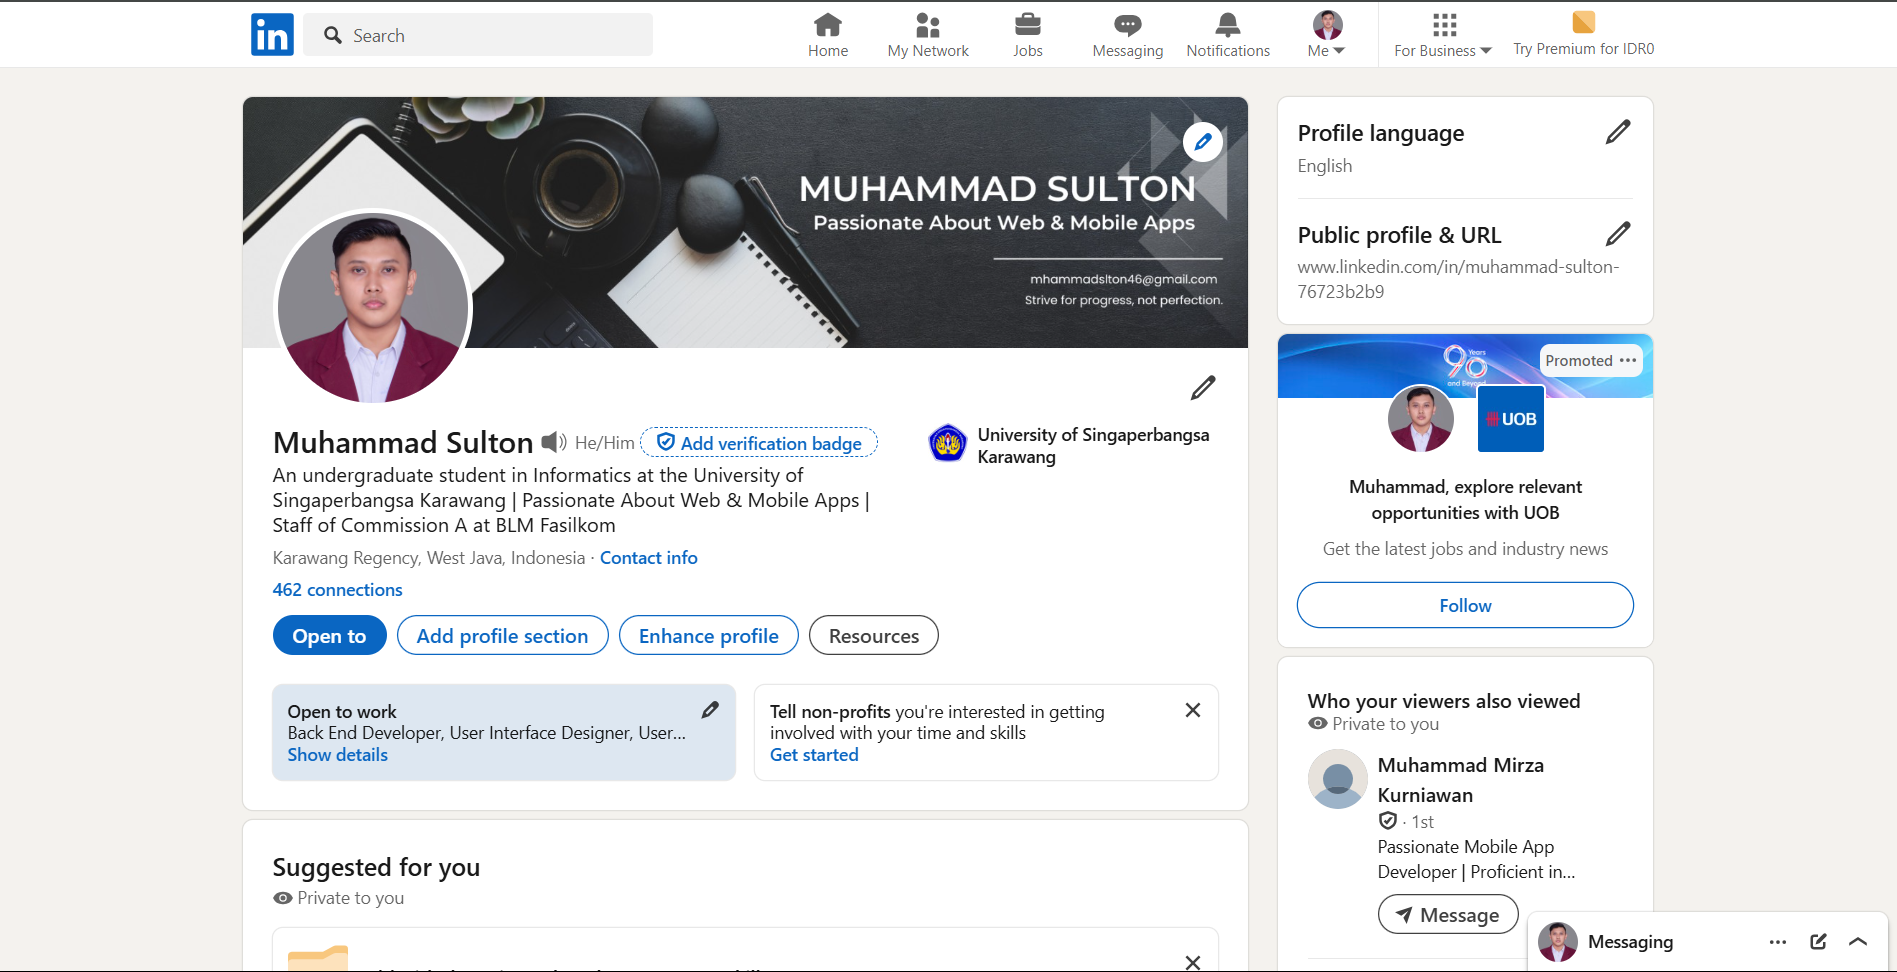 in
Search
Home
My Network
Jobs
Messaging
Notifications
Me
For Business
Try Premium for IDR0
MUHAMMAD SULTON
Passionate About Web & Mobile Apps
mhammadslton46@gmail.com
Strive for progress, not perfection.
Muhammad Sulton He/Him Add verification badge
An undergraduate student in Informatics at the University of
Singaperbangsa Karawang | Passionate About Web & Mobile Apps |
Staff of Commission A at BLM Fasilkom
Karawang Regency, West Java, Indonesia · Contact info
462 connections
University of Singaperbangsa
Karawang
Open to
Add profile section
Enhance profile
Resources
Open to work
Back End Developer, User Interface Designer, User...
Show details
Tell non-profits you're interested in getting
involved with your time and skills
Get started
Suggested for you
Private to you
Profile language
English
Public profile & URL
www.linkedin.com/in/muhammad-sulton-
76723b2b9
90 Years
and Beyond
Promoted
UOB
Muhammad, explore relevant
opportunities with UOB
Get the latest jobs and industry news
Follow
Who your viewers also viewed
Private to you
Muhammad Mirza
Kurniawan
· 1st
Passionate Mobile App
Developer | Proficient in...
Message
Messaging